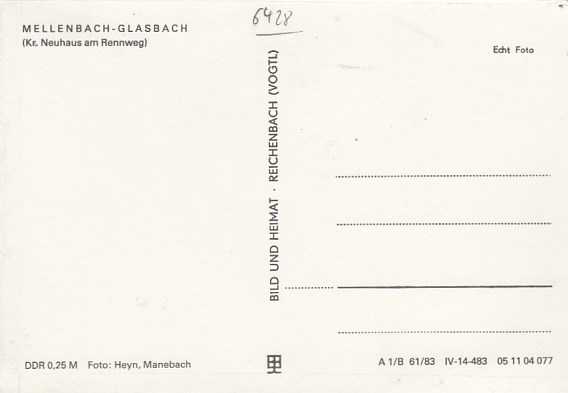 6428
MELLENBACH-GLASBACH
(Kr. Neuhaus am Rennweg)
Echt Foto
BILD UND HEIMAT · REICHENBACH (VOGTL)
DDR 0,25 M Foto: Heyn, Manebach
A 1/B 61/83 IV-14-483 05 11 04 077